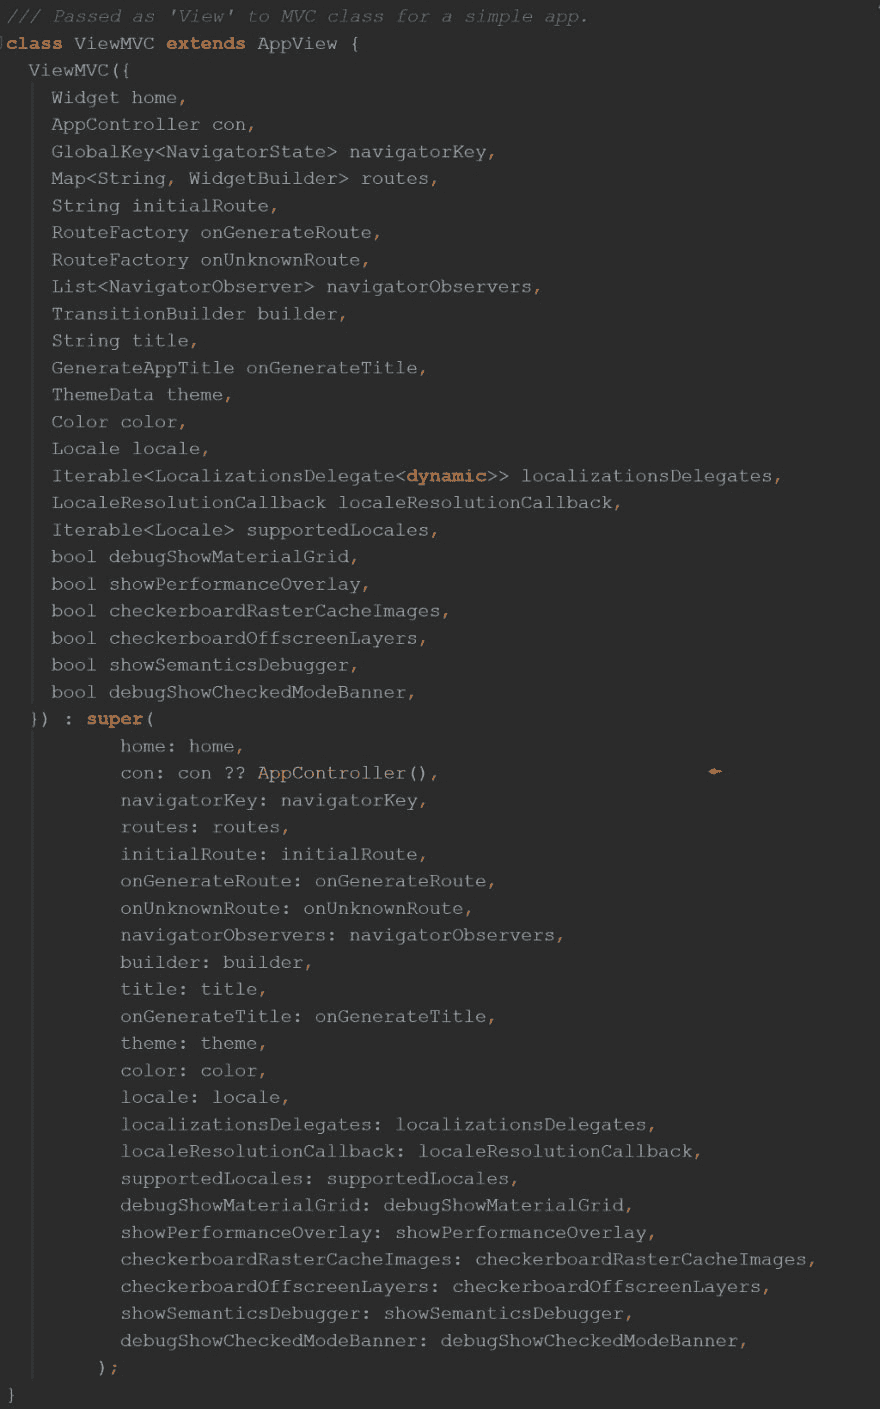 /// Passed as 'View' to MVC class for a simple app.
class ViewMVC extends AppView {
  ViewMVC({
    Widget home,
    AppController con,
    GlobalKey<NavigatorState> navigatorKey,
    Map<String, WidgetBuilder> routes,
    String initialRoute,
    RouteFactory onGenerateRoute,
    RouteFactory onUnknownRoute,
    List<NavigatorObserver> navigatorObservers,
    TransitionBuilder builder,
    String title,
    GenerateAppTitle onGenerateTitle,
    ThemeData theme,
    Color color,
    Locale locale,
    Iterable<LocalizationsDelegate<dynamic>> localizationsDelegates,
    LocaleResolutionCallback localeResolutionCallback,
    Iterable<Locale> supportedLocales,
    bool debugShowMaterialGrid,
    bool showPerformanceOverlay,
    bool checkerboardRasterCacheImages,
    bool checkerboardOffscreenLayers,
    bool showSemanticsDebugger,
    bool debugShowCheckedModeBanner,
  }) : super(
          home: home,
          con: con ?? AppController(),
          navigatorKey: navigatorKey,
          routes: routes,
          initialRoute: initialRoute,
          onGenerateRoute: onGenerateRoute,
          onUnknownRoute: onUnknownRoute,
          navigatorObservers: navigatorObservers,
          builder: builder,
          title: title,
          onGenerateTitle: onGenerateTitle,
          theme: theme,
          color: color,
          locale: locale,
          localizationsDelegates: localizationsDelegates,
          localeResolutionCallback: localeResolutionCallback,
          supportedLocales: supportedLocales,
          debugShowMaterialGrid: debugShowMaterialGrid,
          showPerformanceOverlay: showPerformanceOverlay,
          checkerboardRasterCacheImages: checkerboardRasterCacheImages,
          checkerboardOffscreenLayers: checkerboardOffscreenLayers,
          showSemanticsDebugger: showSemanticsDebugger,
          debugShowCheckedModeBanner: debugShowCheckedModeBanner,
        );
}